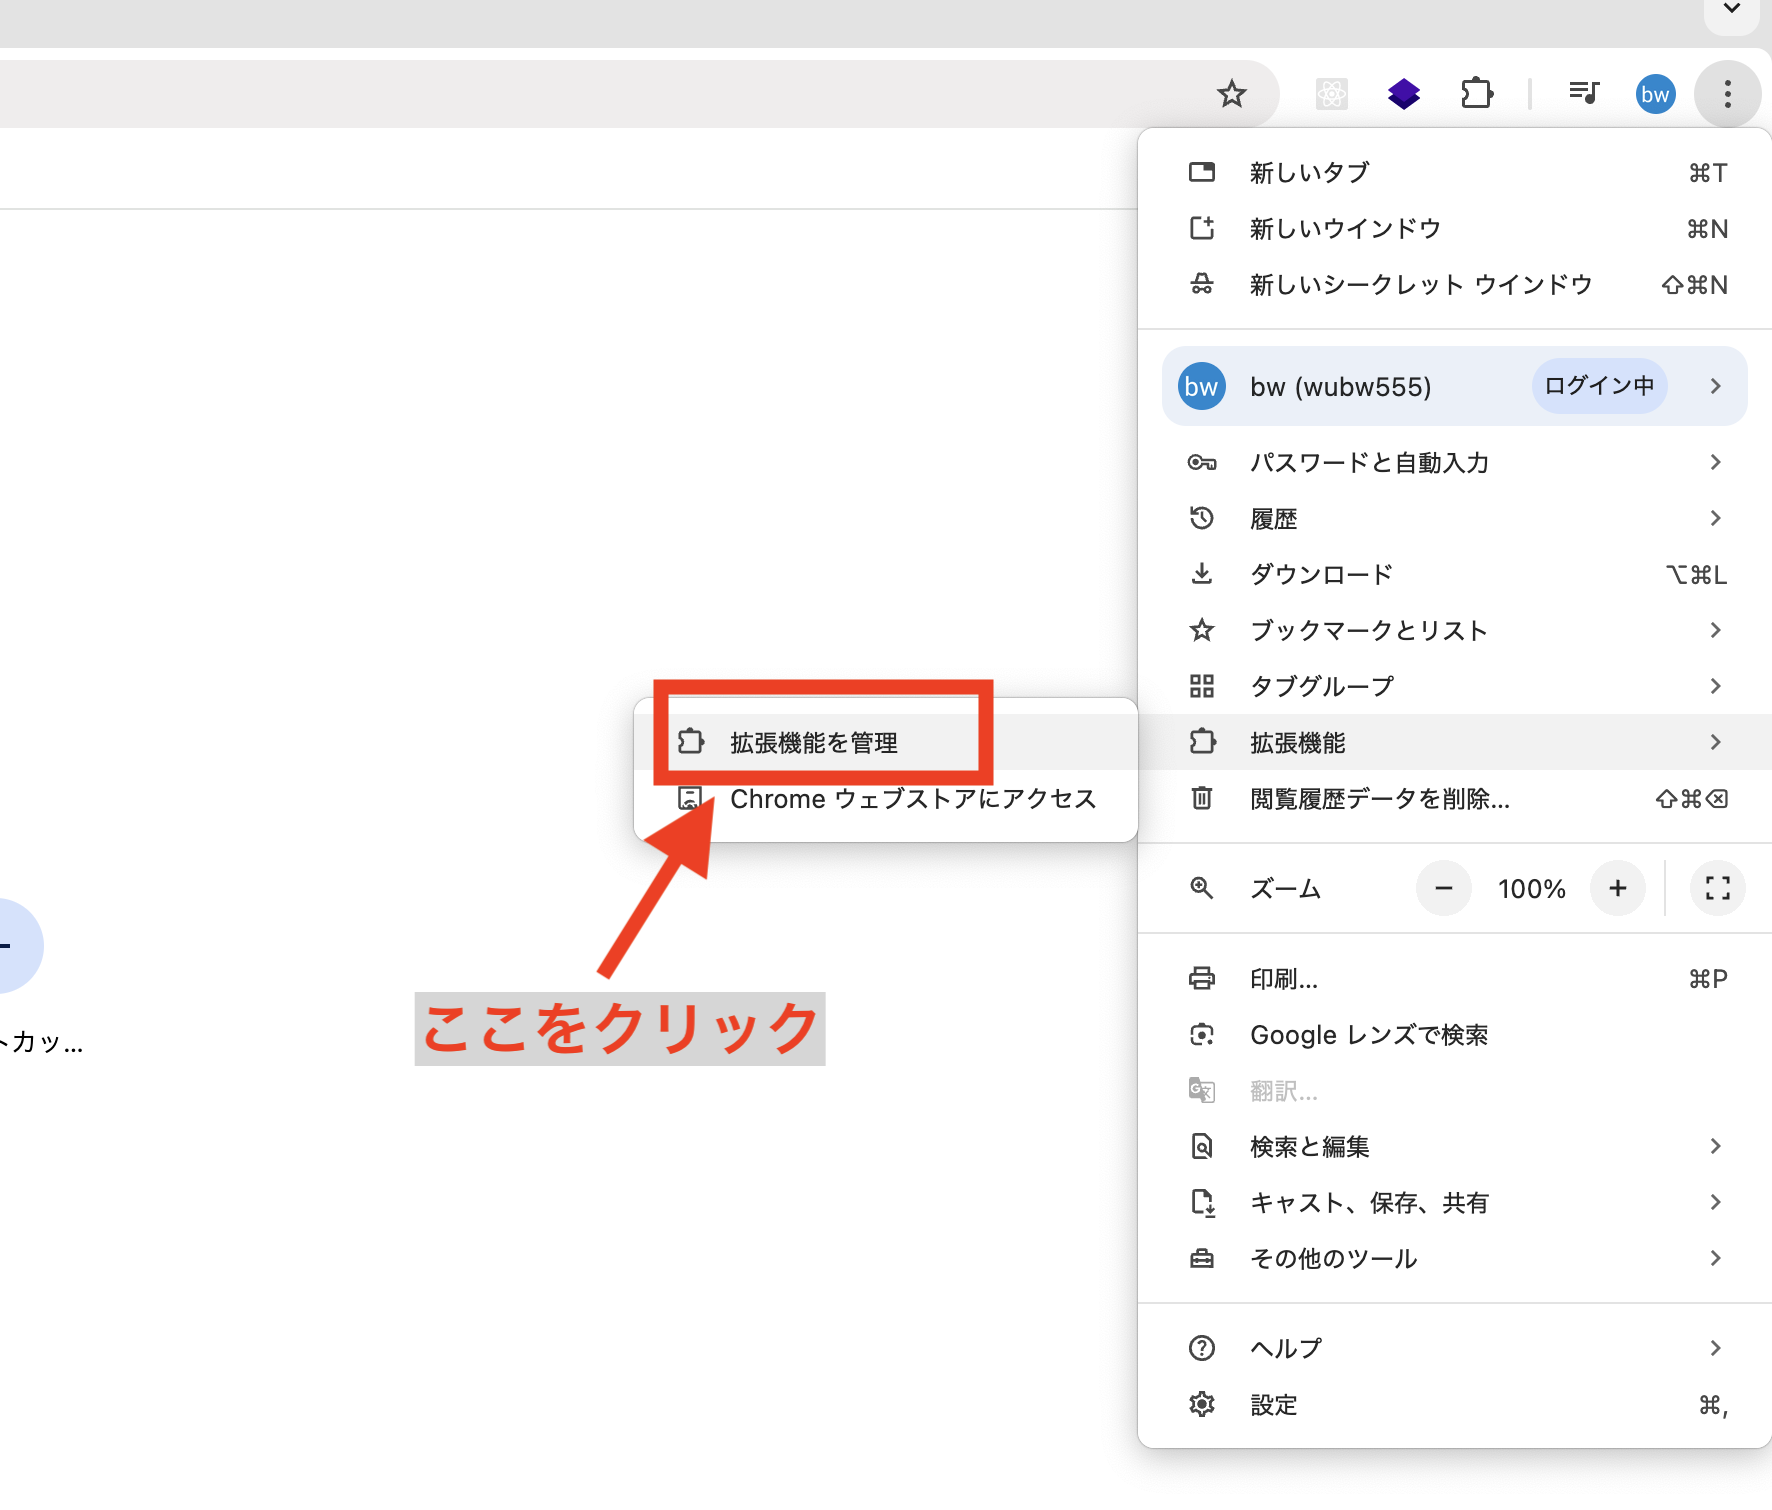 bw
新しいタブ ⌘T
新しいウインドウ ⌘N
新しいシークレット ウインドウ ⇧⌘N
bw bw (wubw555) ログイン中
パスワードと自動入力
履歴
ダウンロード ⌥⌘L
ブックマークとリスト
タブグループ
拡張機能
閲覧履歴データを削除... ⇧⌘⌫
拡張機能を管理
Chrome ウェブストアにアクセス
ズーム − 100% +
ここをクリック
トカッ...
印刷... ⌘P
Google レンズで検索
翻訳...
検索と編集
キャスト、保存、共有
その他のツール
ヘルプ
設定 ⌘,